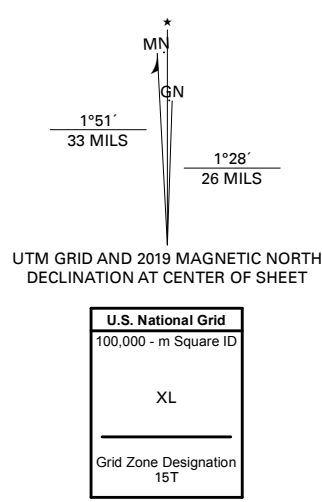 ★
MN
GN
1°51´
33 MILS
1°28´
26 MILS
UTM GRID AND 2019 MAGNETIC NORTH
DECLINATION AT CENTER OF SHEET
U.S. National Grid
100,000 - m Square ID
XL
Grid Zone Designation
15T